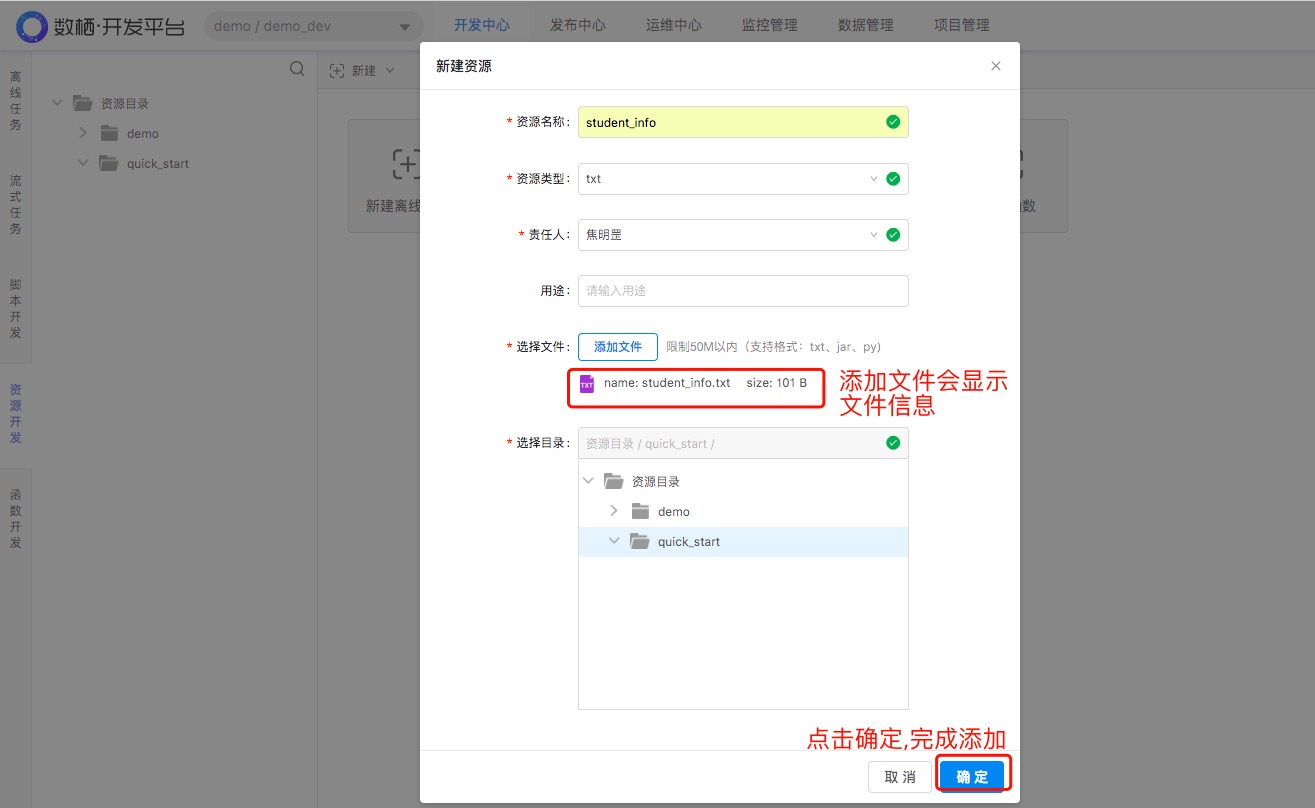 数栖·开发平台
demo / demo_dev
开发中心
发布中心
运维中心
监控管理
数据管理
项目管理
离线任务
流式任务
脚本开发
资源开发
函数开发
资源目录
demo
quick_start
新建
新建离线
数
新建资源
* 资源名称：
student_info
* 资源类型：
txt
* 责任人：
焦明罡
用途：
请输入用途
* 选择文件：
添加文件
限制50M以内（支持格式：txt、jar、py)
TXT
name: student_info.txt size: 101 B
添加文件会显示
文件信息
* 选择目录：
资源目录 / quick_start /
资源目录
demo
quick_start
点击确定,完成添加
取 消
确 定